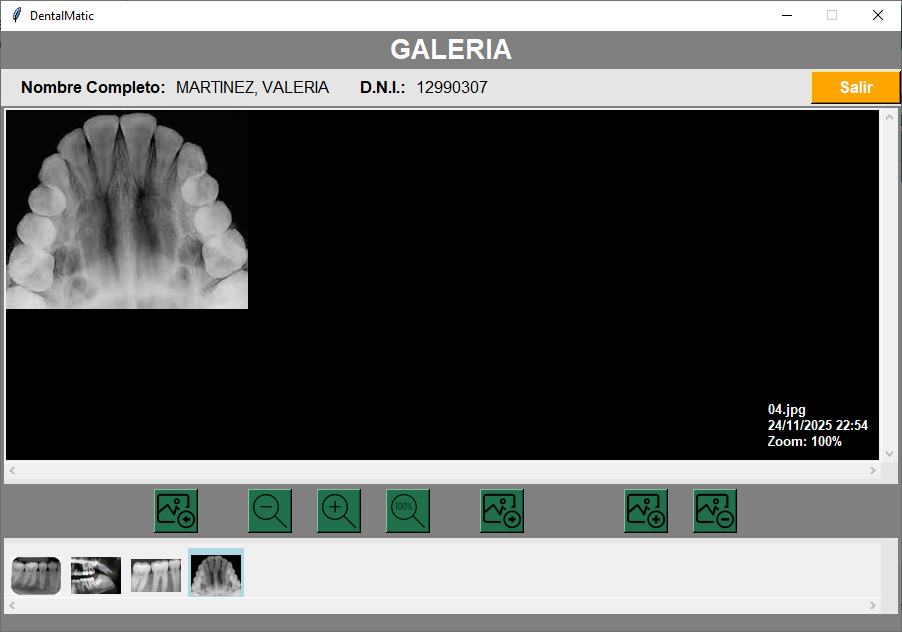 DentalMatic
GALERIA
Nombre Completo: MARTINEZ, VALERIA D.N.I.: 12990307
Salir
04.jpg
24/11/2025 22:54
Zoom: 100%
100%